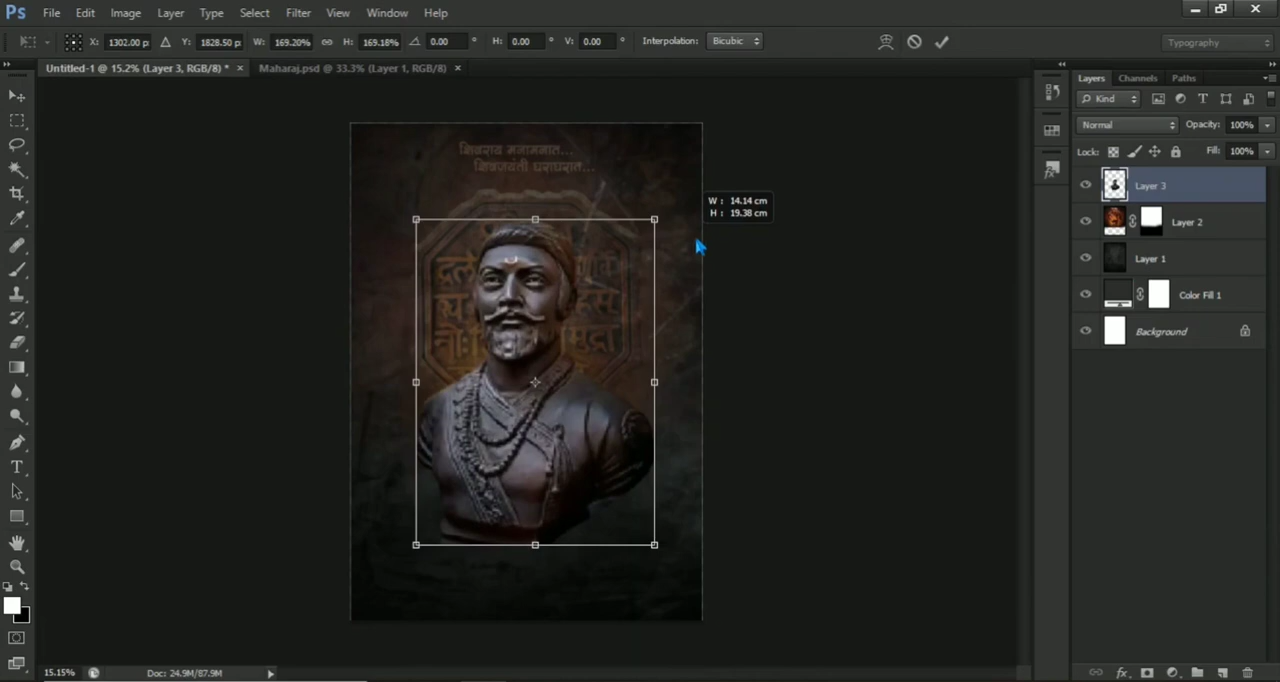 Ps File Edit Image Layer Type Select Filter View Window Help
X: 1302.00 px Y: 1828.50 px W: 169.20% H: 169.18% 0.00 ° H: 0.00 ° V: 0.00 ° Interpolation: Bicubic Typography
Untitled-1 @ 15.2% (Layer 3, RGB/8) * × Maharaj.psd @ 33.3% (Layer 1, RGB/8) ×
Layers Channels Paths
Kind
Normal Opacity: 100%
Lock: Fill: 100%
Layer 3
Layer 2
Layer 1
Color Fill 1
Background
शिवराय मनामनात...
शिवजयंती घराघरात...
W : 14.14 cm
H : 19.38 cm
15.15% Doc: 24.9M/87.9M